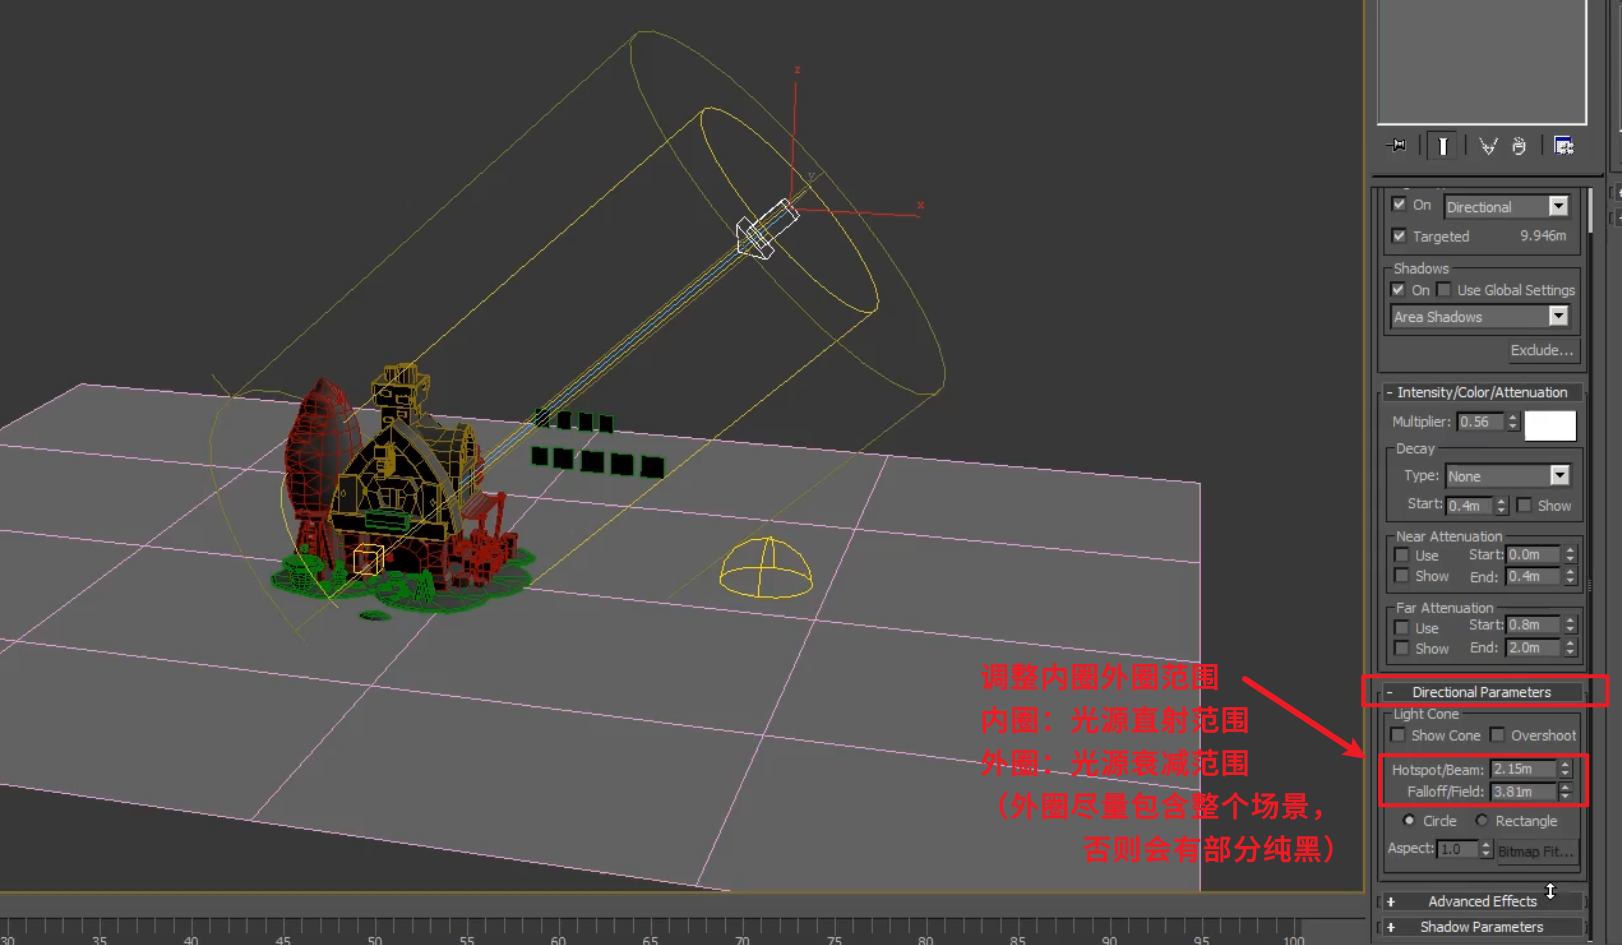 z
Y
x
On Directional
Targeted 9.946m
Shadows
On Use Global Settings
Area Shadows
Exclude...
- Intensity/Color/Attenuation
Multiplier: 0.56
Decay
Type: None
Start: 0.4m Show
Near Attenuation
Use Start: 0.0m
Show End: 0.4m
Far Attenuation
Use Start: 0.8m
Show End: 2.0m
- Directional Parameters
Light Cone
Show Cone Overshoot
Hotspot/Beam: 2.15m
Falloff/Field: 3.81m
Circle Rectangle
Aspect: 1.0 Bitmap Fit...
+ Advanced Effects
+ Shadow Parameters
调整内圈外圈范围
内圈：光源直射范围
外圈：光源衰减范围
（外圈尽量包含整个场景，
否则会有部分纯黑）
30 35 40 45 50 55 60 65 70 75 80 85 90 95 100